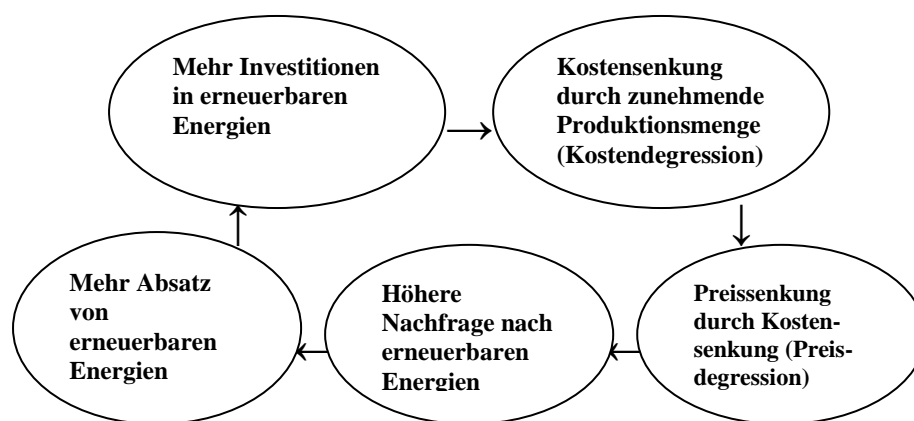 Mehr Investitionen
in erneuerbaren
Energien
Kostensenkung
durch zunehmende
Produktionsmenge
(Kostendegression)
Preissenkung
durch Kosten-
senkung (Preis-
degression)
Höhere
Nachfrage nach
erneuerbaren
Energien
Mehr Absatz
von
erneuerbaren
Energien